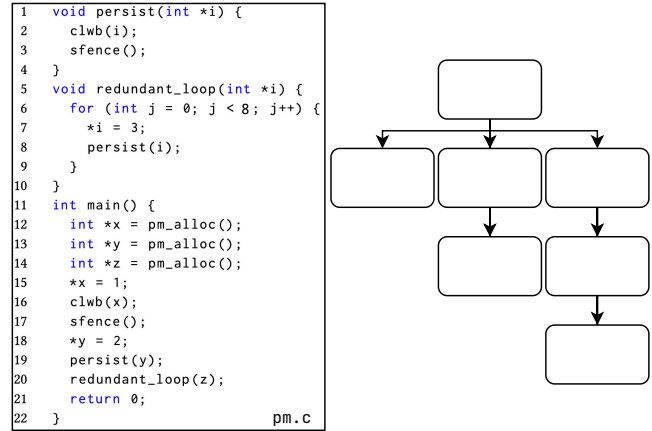 1 void persist(int *i) {
2 clwb(i);
3 sfence();
4 }
5 void redundant_loop(int *i) {
6 for (int j = 0; j < 8; j++) {
7 *i = 3;
8 persist(i);
9 }
10 }
11 int main() {
12 int *x = pm_alloc();
13 int *y = pm_alloc();
14 int *z = pm_alloc();
15 *x = 1;
16 clwb(x);
17 sfence();
18 *y = 2;
19 persist(y);
20 redundant_loop(z);
21 return 0;
22 } pm.c